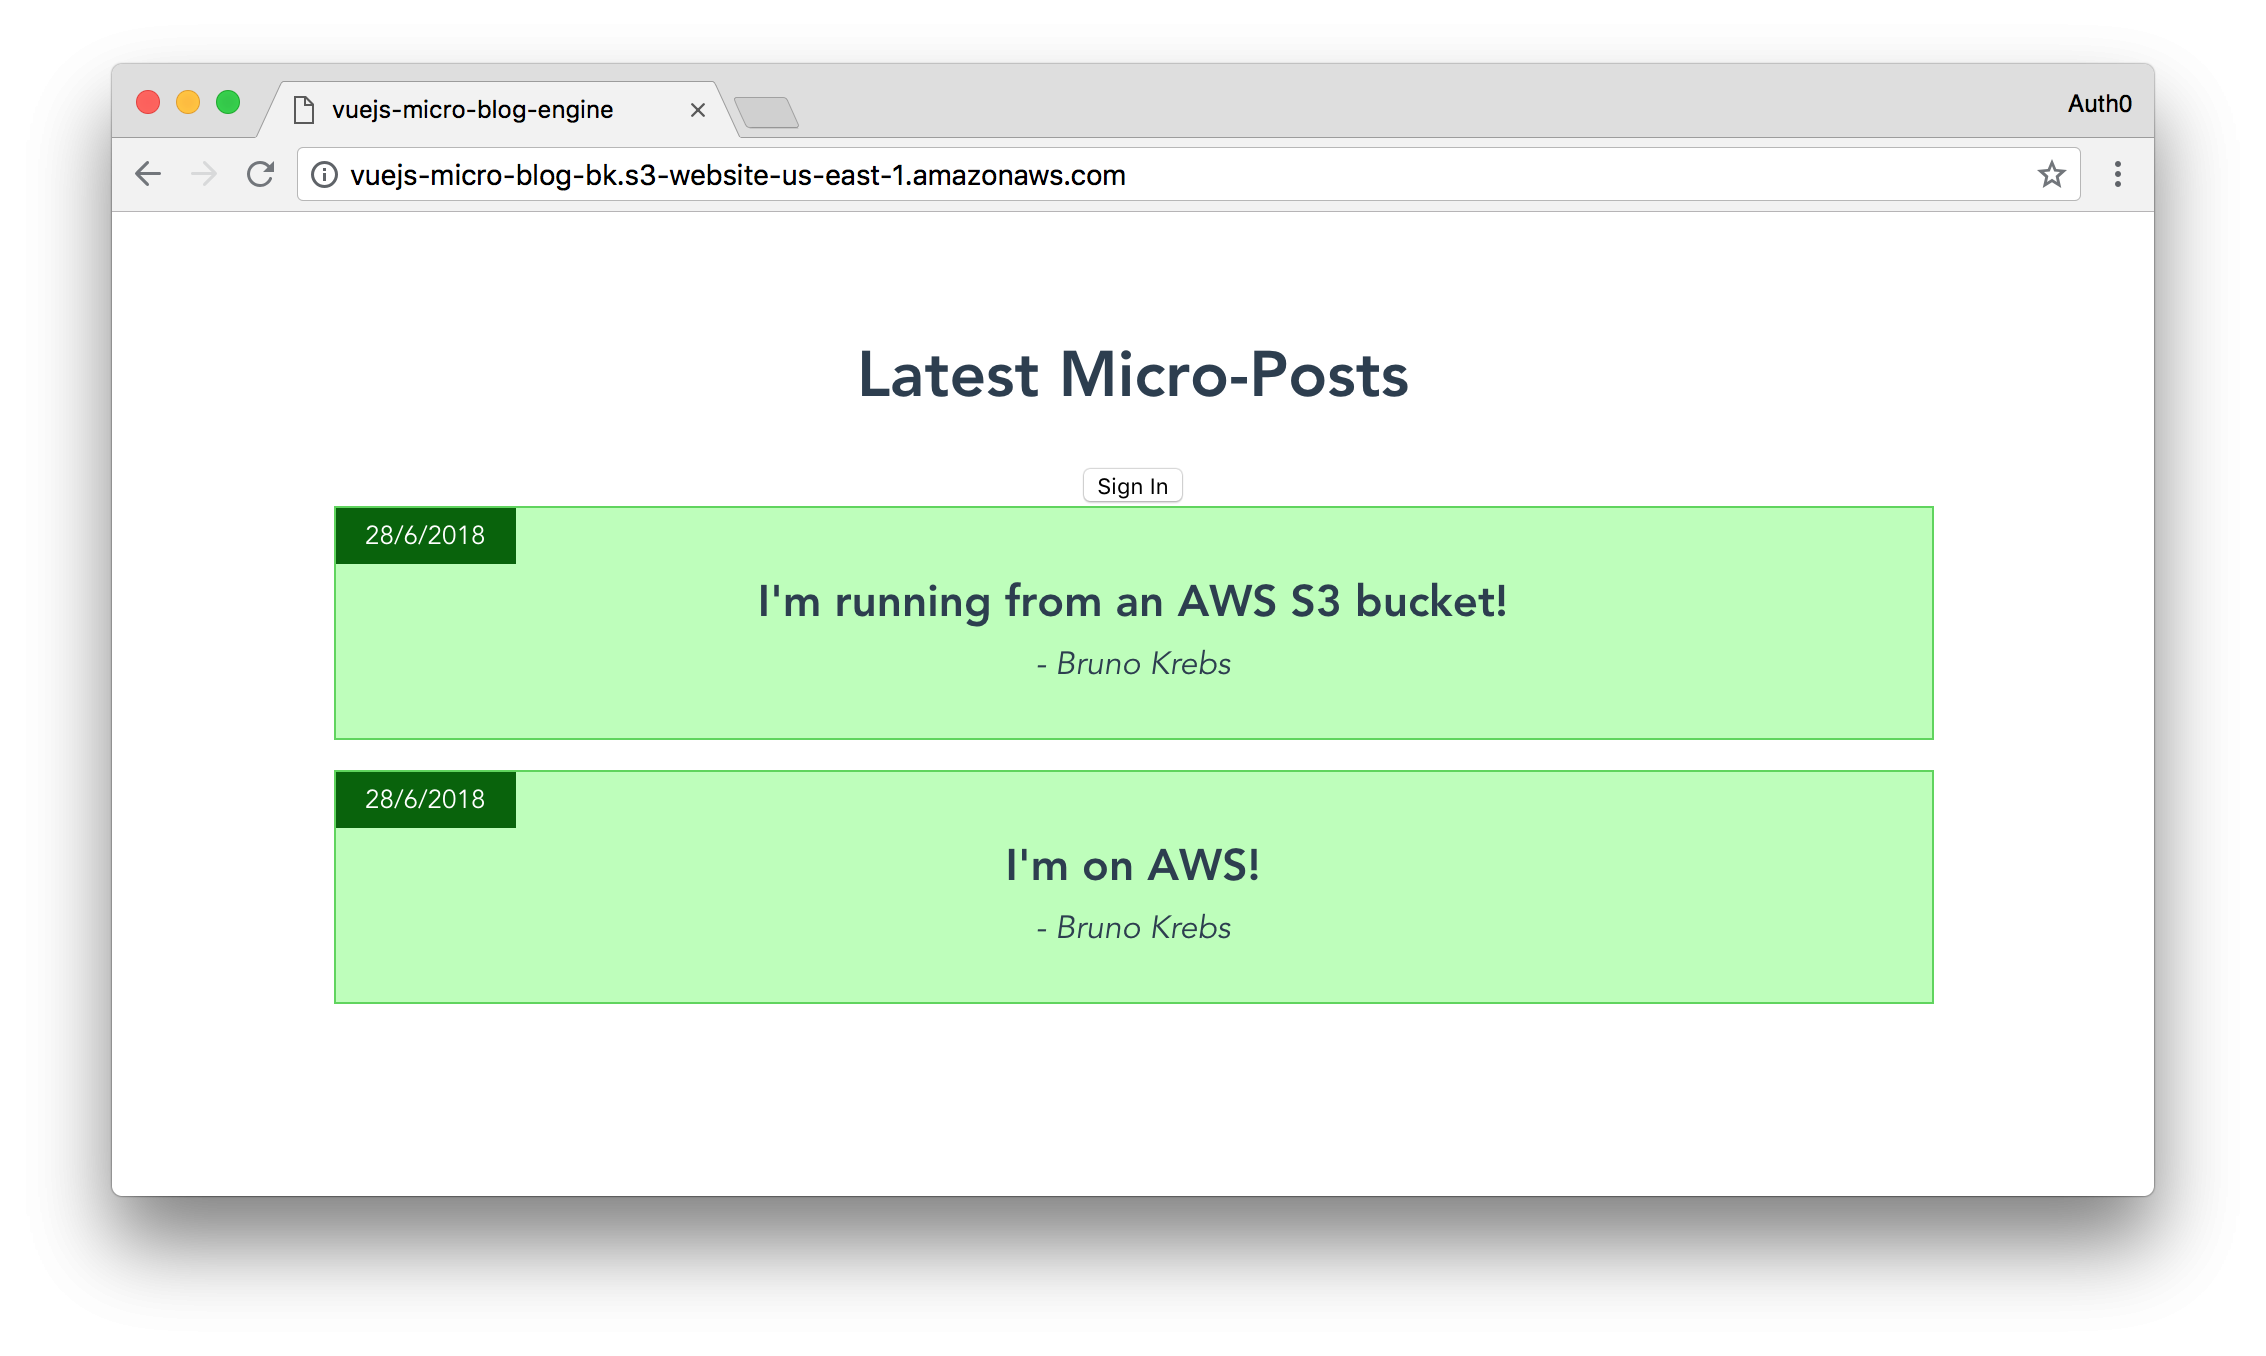 vuejs-micro-blog-engine
Auth0
vuejs-micro-blog-bk.s3-website-us-east-1.amazonaws.com
Latest Micro-Posts
Sign In
28/6/2018
I'm running from an AWS S3 bucket!
- Bruno Krebs
28/6/2018
I'm on AWS!
- Bruno Krebs